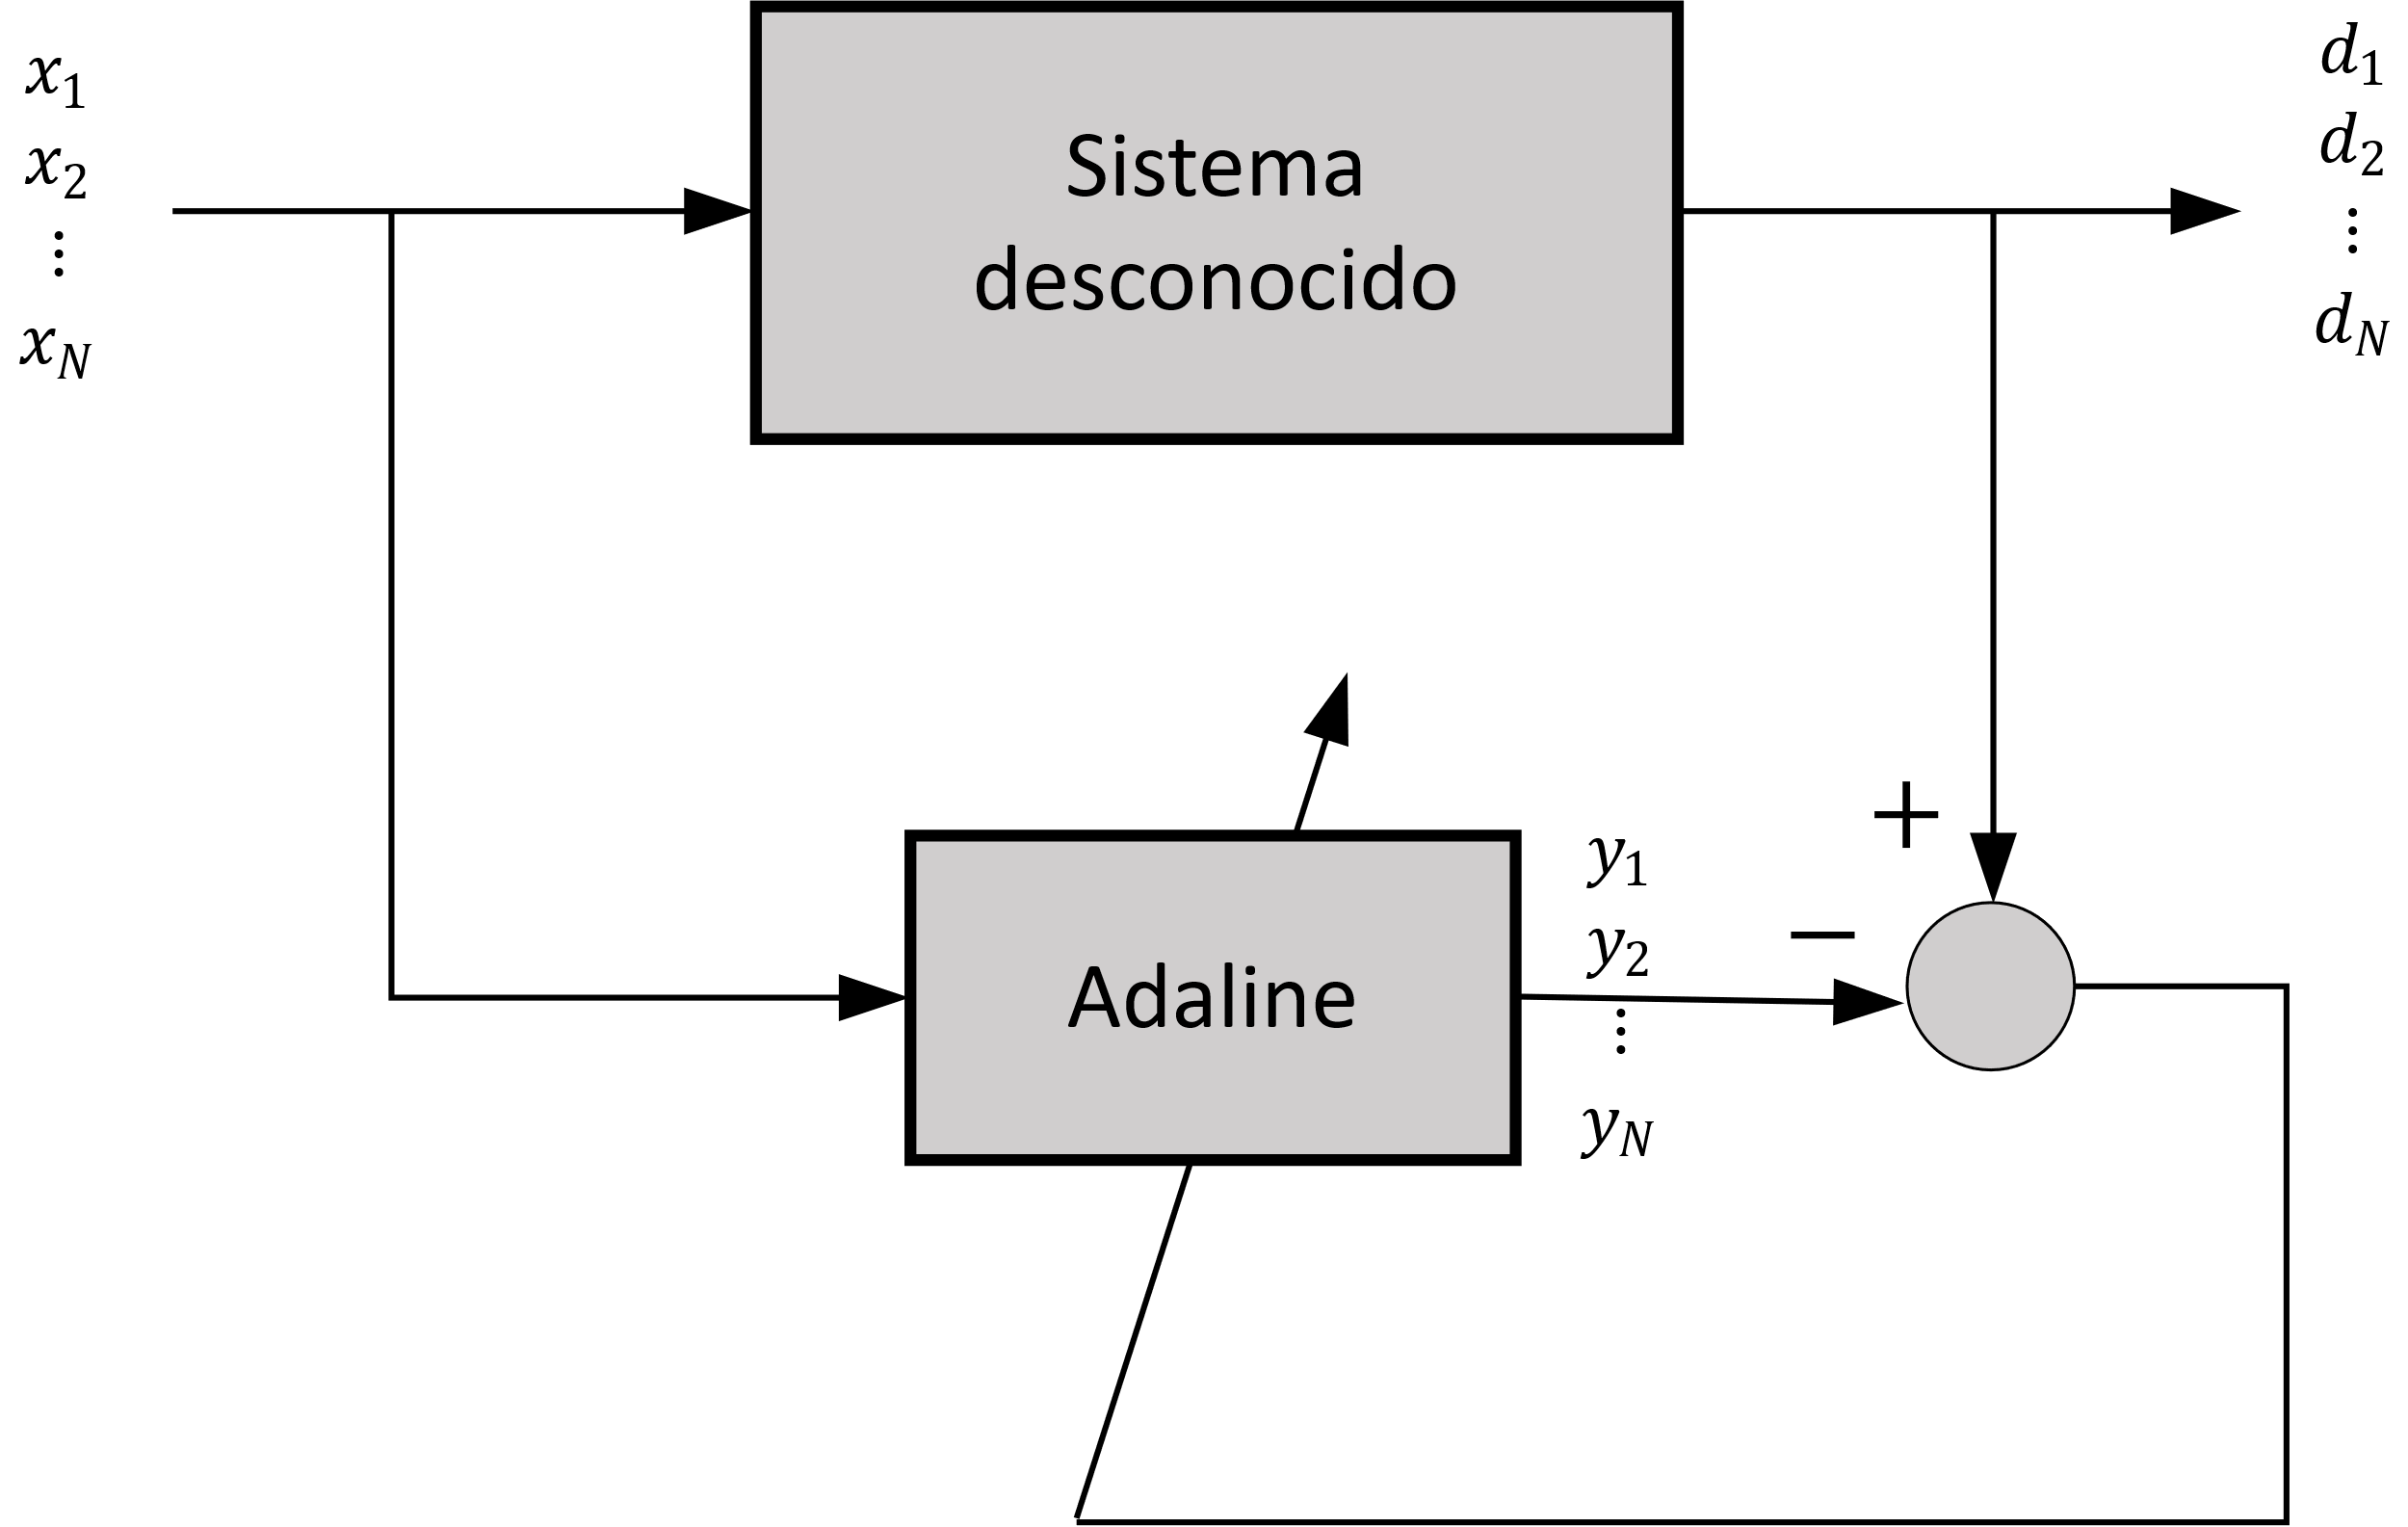 x1
x2
⋮
xN
Sistema
desconocido
d1
d2
⋮
dN
+
−
Adaline
y1
y2
⋮
yN